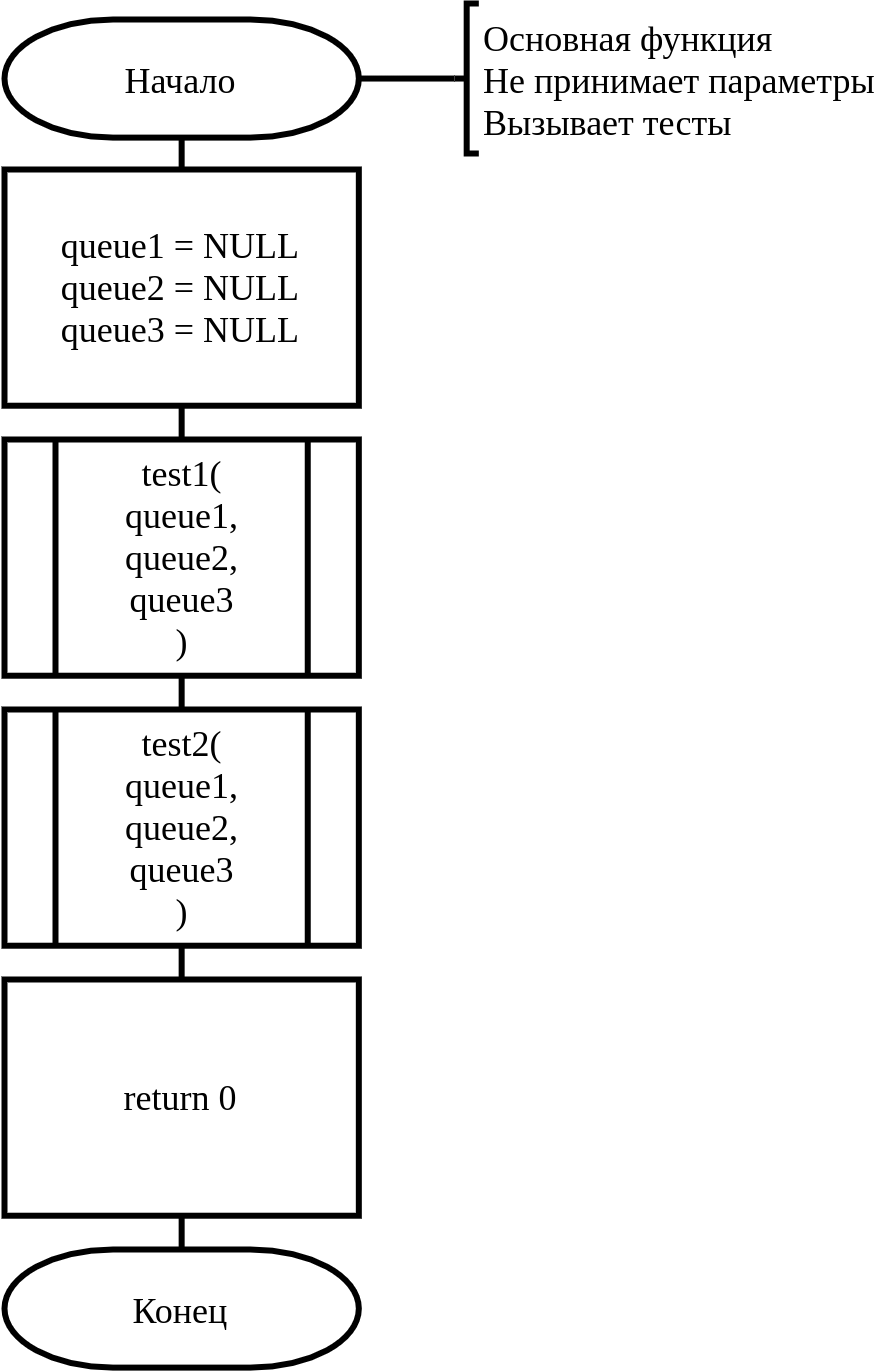 Начало
Основная функция
Не принимает параметры
Вызывает тесты
queue1 = NULL
queue2 = NULL
queue3 = NULL
test1(
queue1,
queue2,
queue3
)
test2(
queue1,
queue2,
queue3
)
return 0
Конец